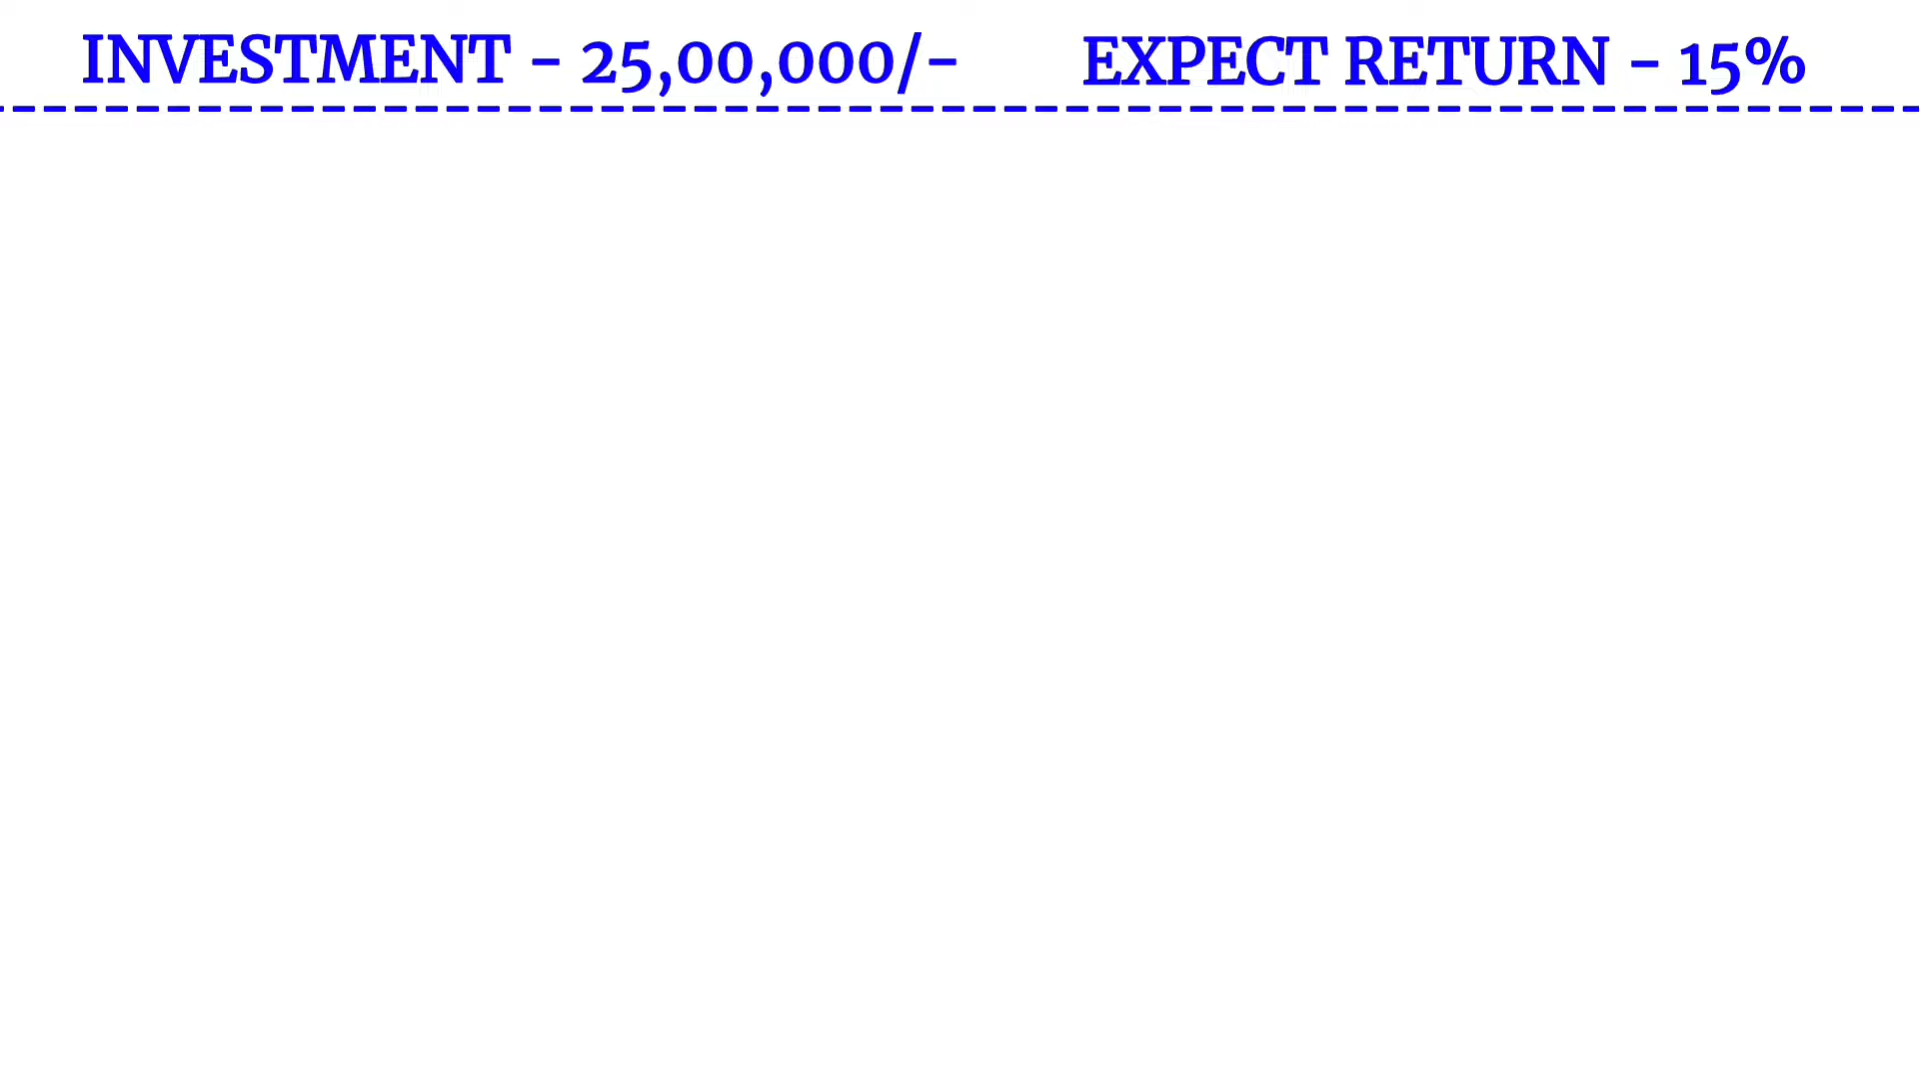 INVESTMENT - 25,00,000/- EXPECT RETURN - 15%